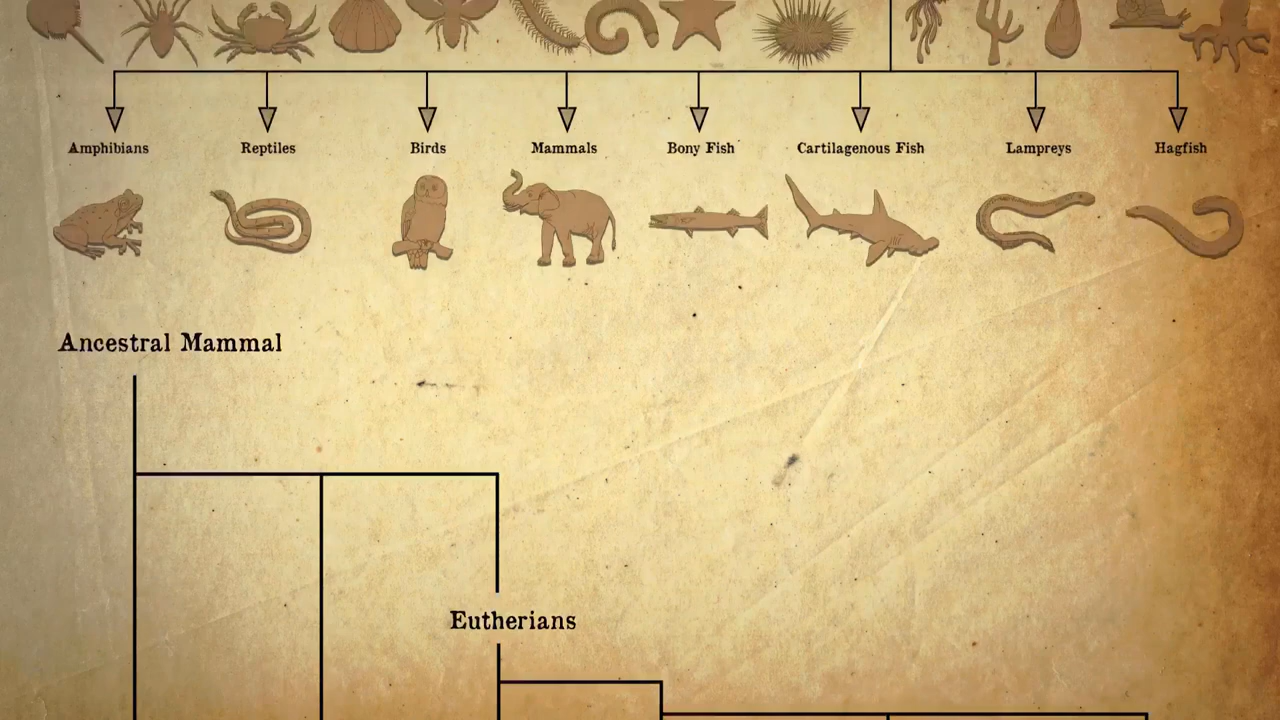 Amphibians
Reptiles
Birds
Mammals
Bony Fish
Cartilagenous Fish
Lampreys
Hagfish
Ancestral Mammal
Eutherians